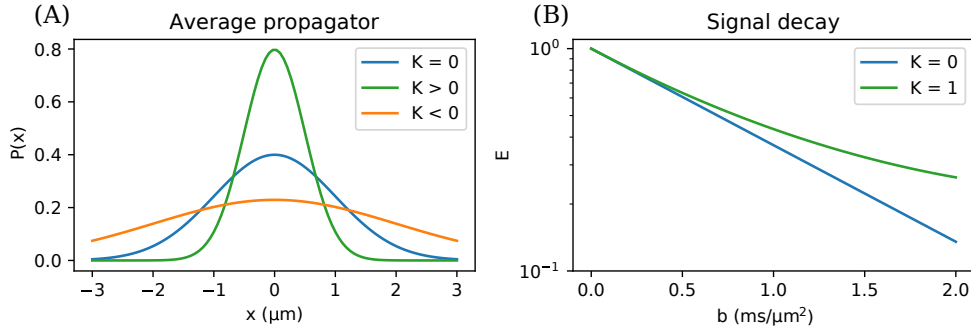 (A)
Average propagator
P(x)
0.8
0.6
0.4
0.2
0.0
K = 0
K > 0
K < 0
−3
−2
−1
0
1
2
3
x (μm)
(B)
Signal decay
E
10⁰
10⁻¹
K = 0
K = 1
0.0
0.5
1.0
1.5
2.0
b (ms/μm²)